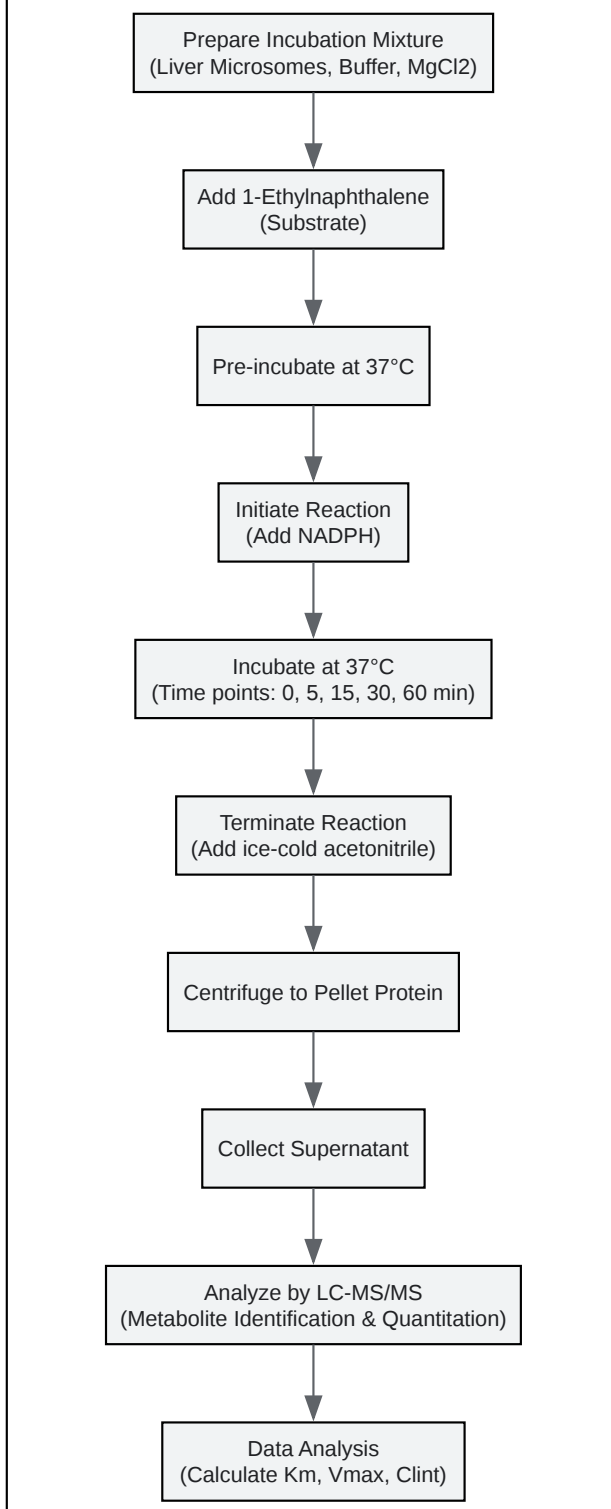 Prepare Incubation Mixture
(Liver Microsomes, Buffer, MgCl2)
Add 1-Ethylnaphthalene
(Substrate)
Pre-incubate at 37°C
Initiate Reaction
(Add NADPH)
Incubate at 37°C
(Time points: 0, 5, 15, 30, 60 min)
Terminate Reaction
(Add ice-cold acetonitrile)
Centrifuge to Pellet Protein
Collect Supernatant
Analyze by LC-MS/MS
(Metabolite Identification & Quantitation)
Data Analysis
(Calculate Km, Vmax, Clint)